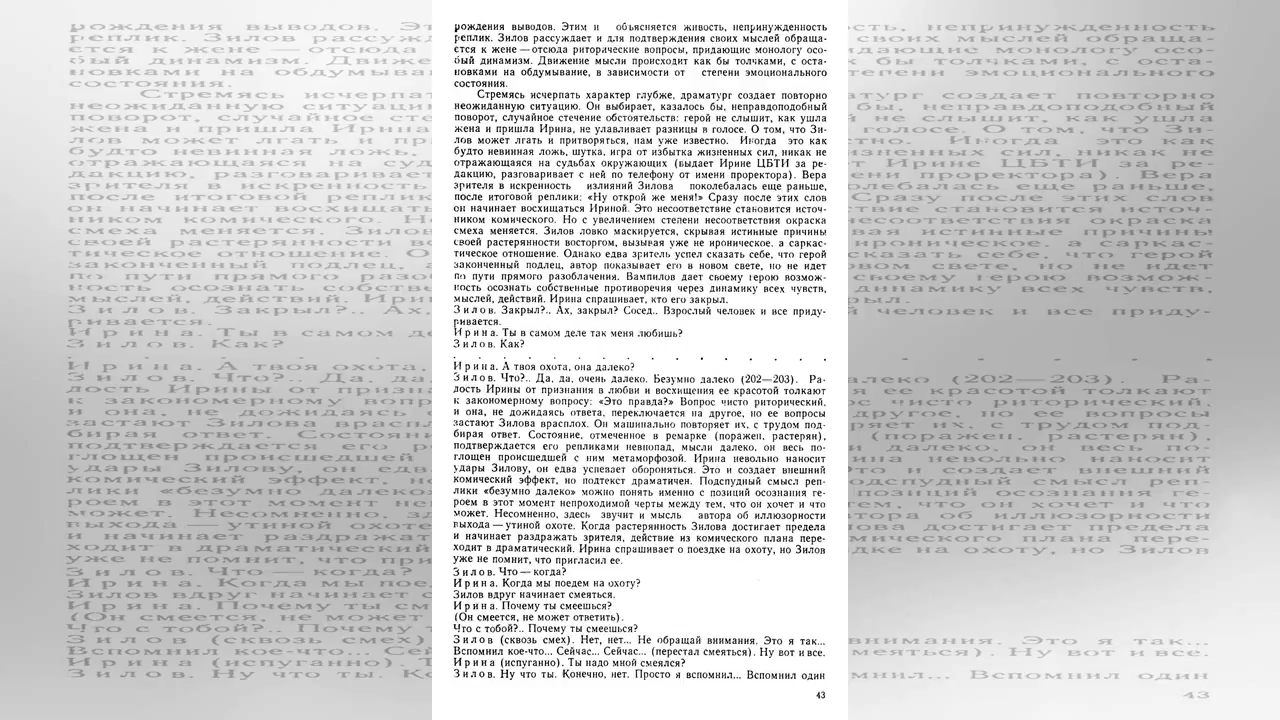 рождения выводов. Этим и объясняется живость, непринужденность
реплик. Зилов рассуждает и для подтверждения своих мыслей обраща-
ется к жене — отсюда риторические вопросы, придающие монологу осо-
бый динамизм. Движение мысли происходит как бы толчками, с оста-
новками на обдумывание, в зависимости от степени эмоционального
состояния.
Стремясь исчерпать характер глубже, драматург создает повторно
неожиданную ситуацию. Он выбирает, казалось бы, неправдоподобный
поворот, случайное стечение обстоятельств: герой не слышит, как ушла
жена и пришла Ирина, не улавливает разницы в голосе. О том, что Зи-
лов может лгать и притворяться, нам уже известно. Иногда это как
будто невинная ложь, шутка, игра от избытка жизненных сил, никак не
отражающаяся на судьбах окружающих (выдает Ирине ЦБТИ за ре-
дакцию, разговаривает с ней по телефону от имени проректора). Вера
зрителя в искренность излияний Зилова поколебалась еще раньше,
после итоговой реплики: «Ну открой же меня!» Сразу после этих слов
он начинает восхищаться Ириной. Это несоответствие становится источ-
ником комического. Но с увеличением степени несоответствия окраска
смеха меняется. Зилов ловко маскируется, скрывая истинные причины
своей растерянности восторгом, вызывая уже не ироническое, а саркас-
тическое отношение. Однако едва зритель успел сказать себе, что герой
законченный подлец, автор показывает его в новом свете, но не идет
по пути прямого разоблачения. Вампилов дает своему герою возмож-
ность осознать собственные противоречия через динамику всех чувств,
мыслей, действий. Ирина спрашивает, кто его закрыл.
Зилов. Закрыл?.. Ах, закрыл? Сосед.. Взрослый человек и все приду-
ривается.
Ирина. Ты в самом деле так меня любишь?
Зилов. Как?
. . . . . . . . . . . . . . . .
Ирина. А твоя охота, она далеко?
Зилов. Что?.. Да, да, очень далеко. Безумно далеко (202—203). Ра-
дость Ирины от признания в любви и восхищения ее красотой толкают
к закономерному вопросу: «Это правда?» Вопрос чисто риторический,
и она, не дожидаясь ответа, переключается на другое, но ее вопросы
застают Зилова врасплох. Он машинально повторяет их, с трудом под-
бирая ответ. Состояние, отмеченное в ремарке (поражен, растерян),
подтверждается его репликами невпопад, мысли далеко, он весь по-
глощен происшедшей с ним метаморфозой. Ирина невольно наносит
удары Зилову, он едва успевает обороняться. Это и создает внешний
комический эффект, но подтекст драматичен. Подспудный смысл реп-
лики «безумно далеко» можно понять именно с позиций осознания ге-
роем в этот момент непроходимой черты между тем, что он хочет и что
может. Несомненно, здесь звучит и мысль автора об иллюзорности
выхода — утиной охоте. Когда растерянность Зилова достигает предела
и начинает раздражать зрителя, действие из комического плана пере-
ходит в драматический. Ирина спрашивает о поездке на охоту, но Зилов
уже не помнит, что пригласил ее.
Зилов. Что — когда?
Ирина. Когда мы поедем на охоту?
Зилов вдруг начинает смеяться.
Ирина. Почему ты смеешься?
(Он смеется, не может ответить).
Что с тобой?.. Почему ты смеешься?
Зилов (сквозь смех). Нет, нет... Не обращай внимания. Это я так...
Вспомнил кое-что... Сейчас... Сейчас... (перестал смеяться). Ну вот и все.
Ирина (испуганно). Ты надо мной смеялся?
Зилов. Ну что ты. Конечно, нет. Просто я вспомнил... Вспомнил один
43